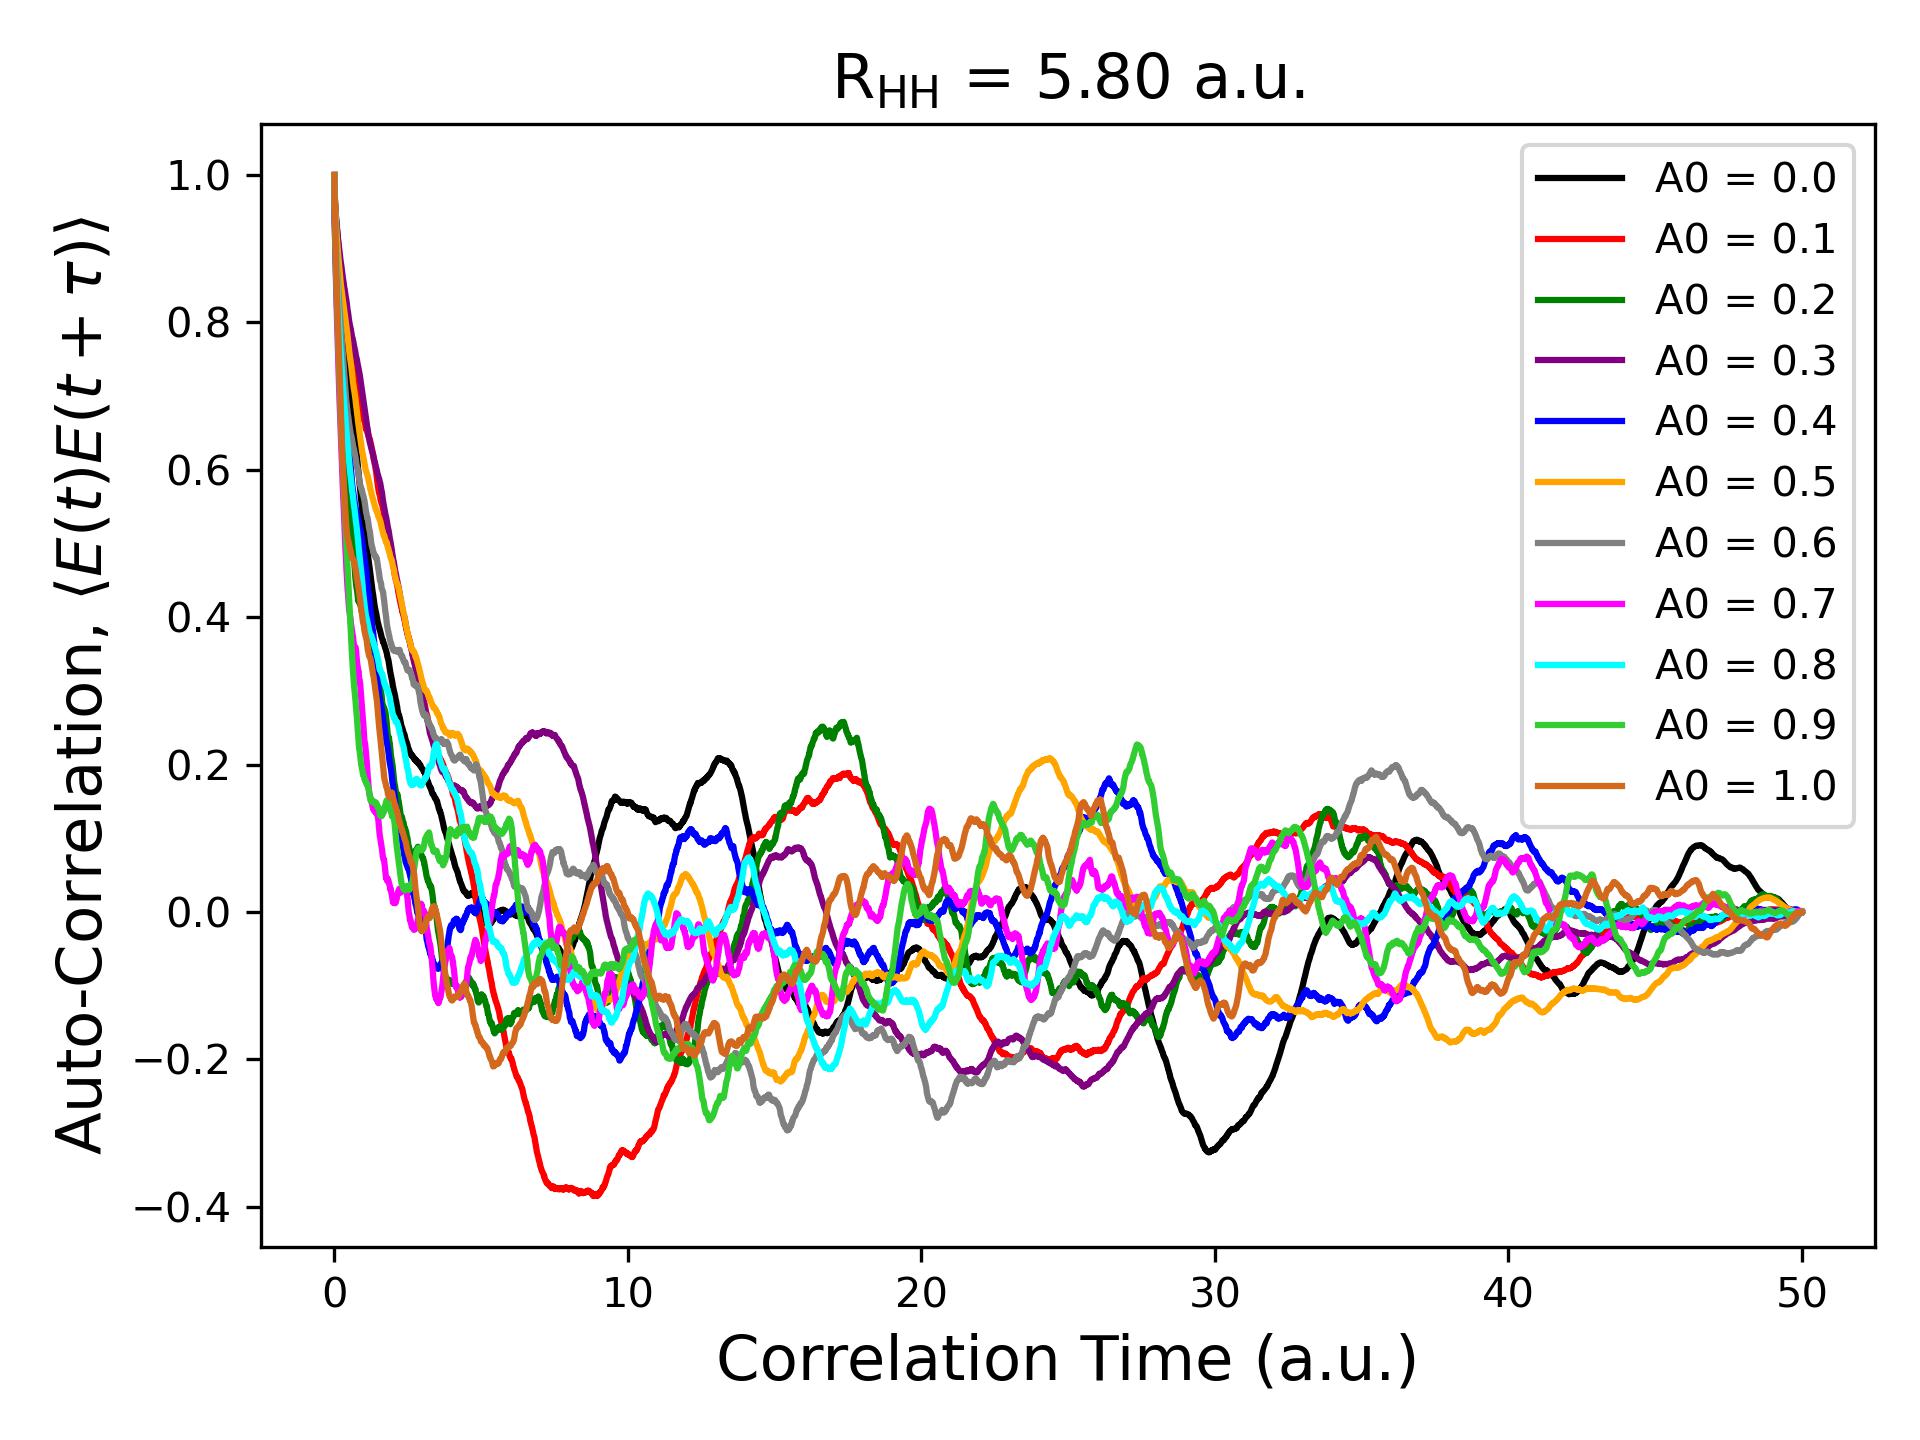 R_HH = 5.80 a.u.
Auto-Correlation, ⟨E(t)E(t + τ)⟩
1.0
0.8
0.6
0.4
0.2
0.0
−0.2
−0.4
A0 = 0.0
A0 = 0.1
A0 = 0.2
A0 = 0.3
A0 = 0.4
A0 = 0.5
A0 = 0.6
A0 = 0.7
A0 = 0.8
A0 = 0.9
A0 = 1.0
0 10 20 30 40 50
Correlation Time (a.u.)